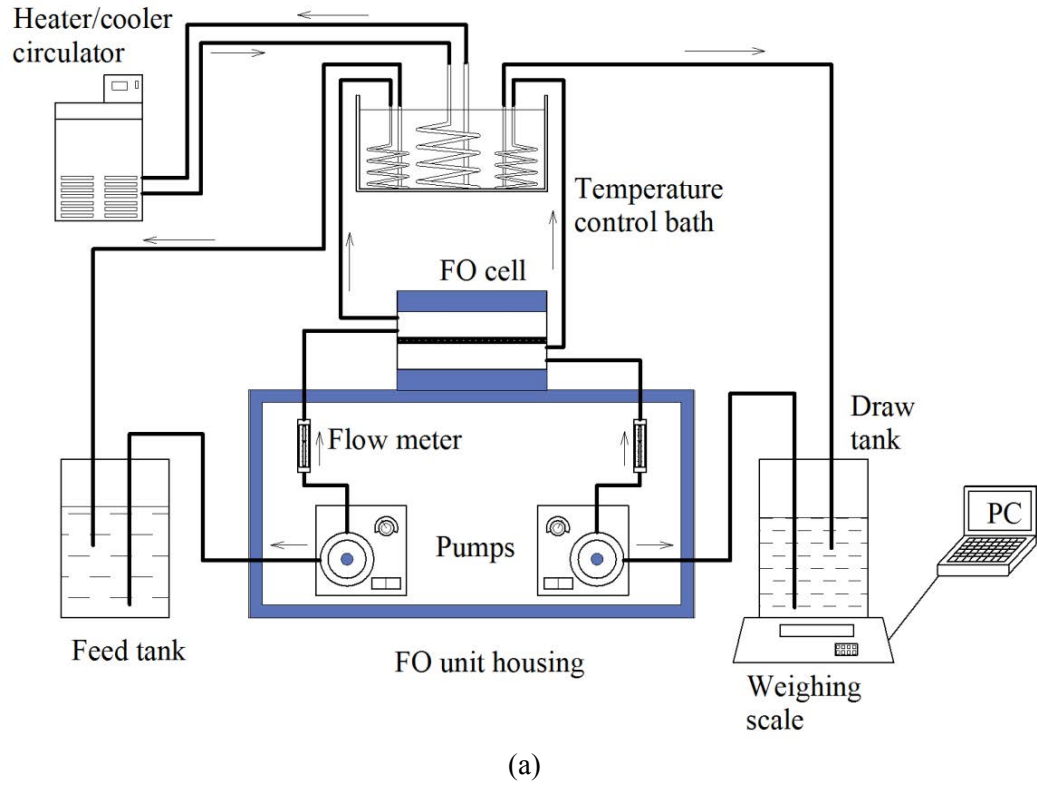 Heater/cooler
circulator
Temperature
control bath
FO cell
Flow meter
Draw
tank
PC
Pumps
Feed tank
FO unit housing
Weighing
scale
(a)